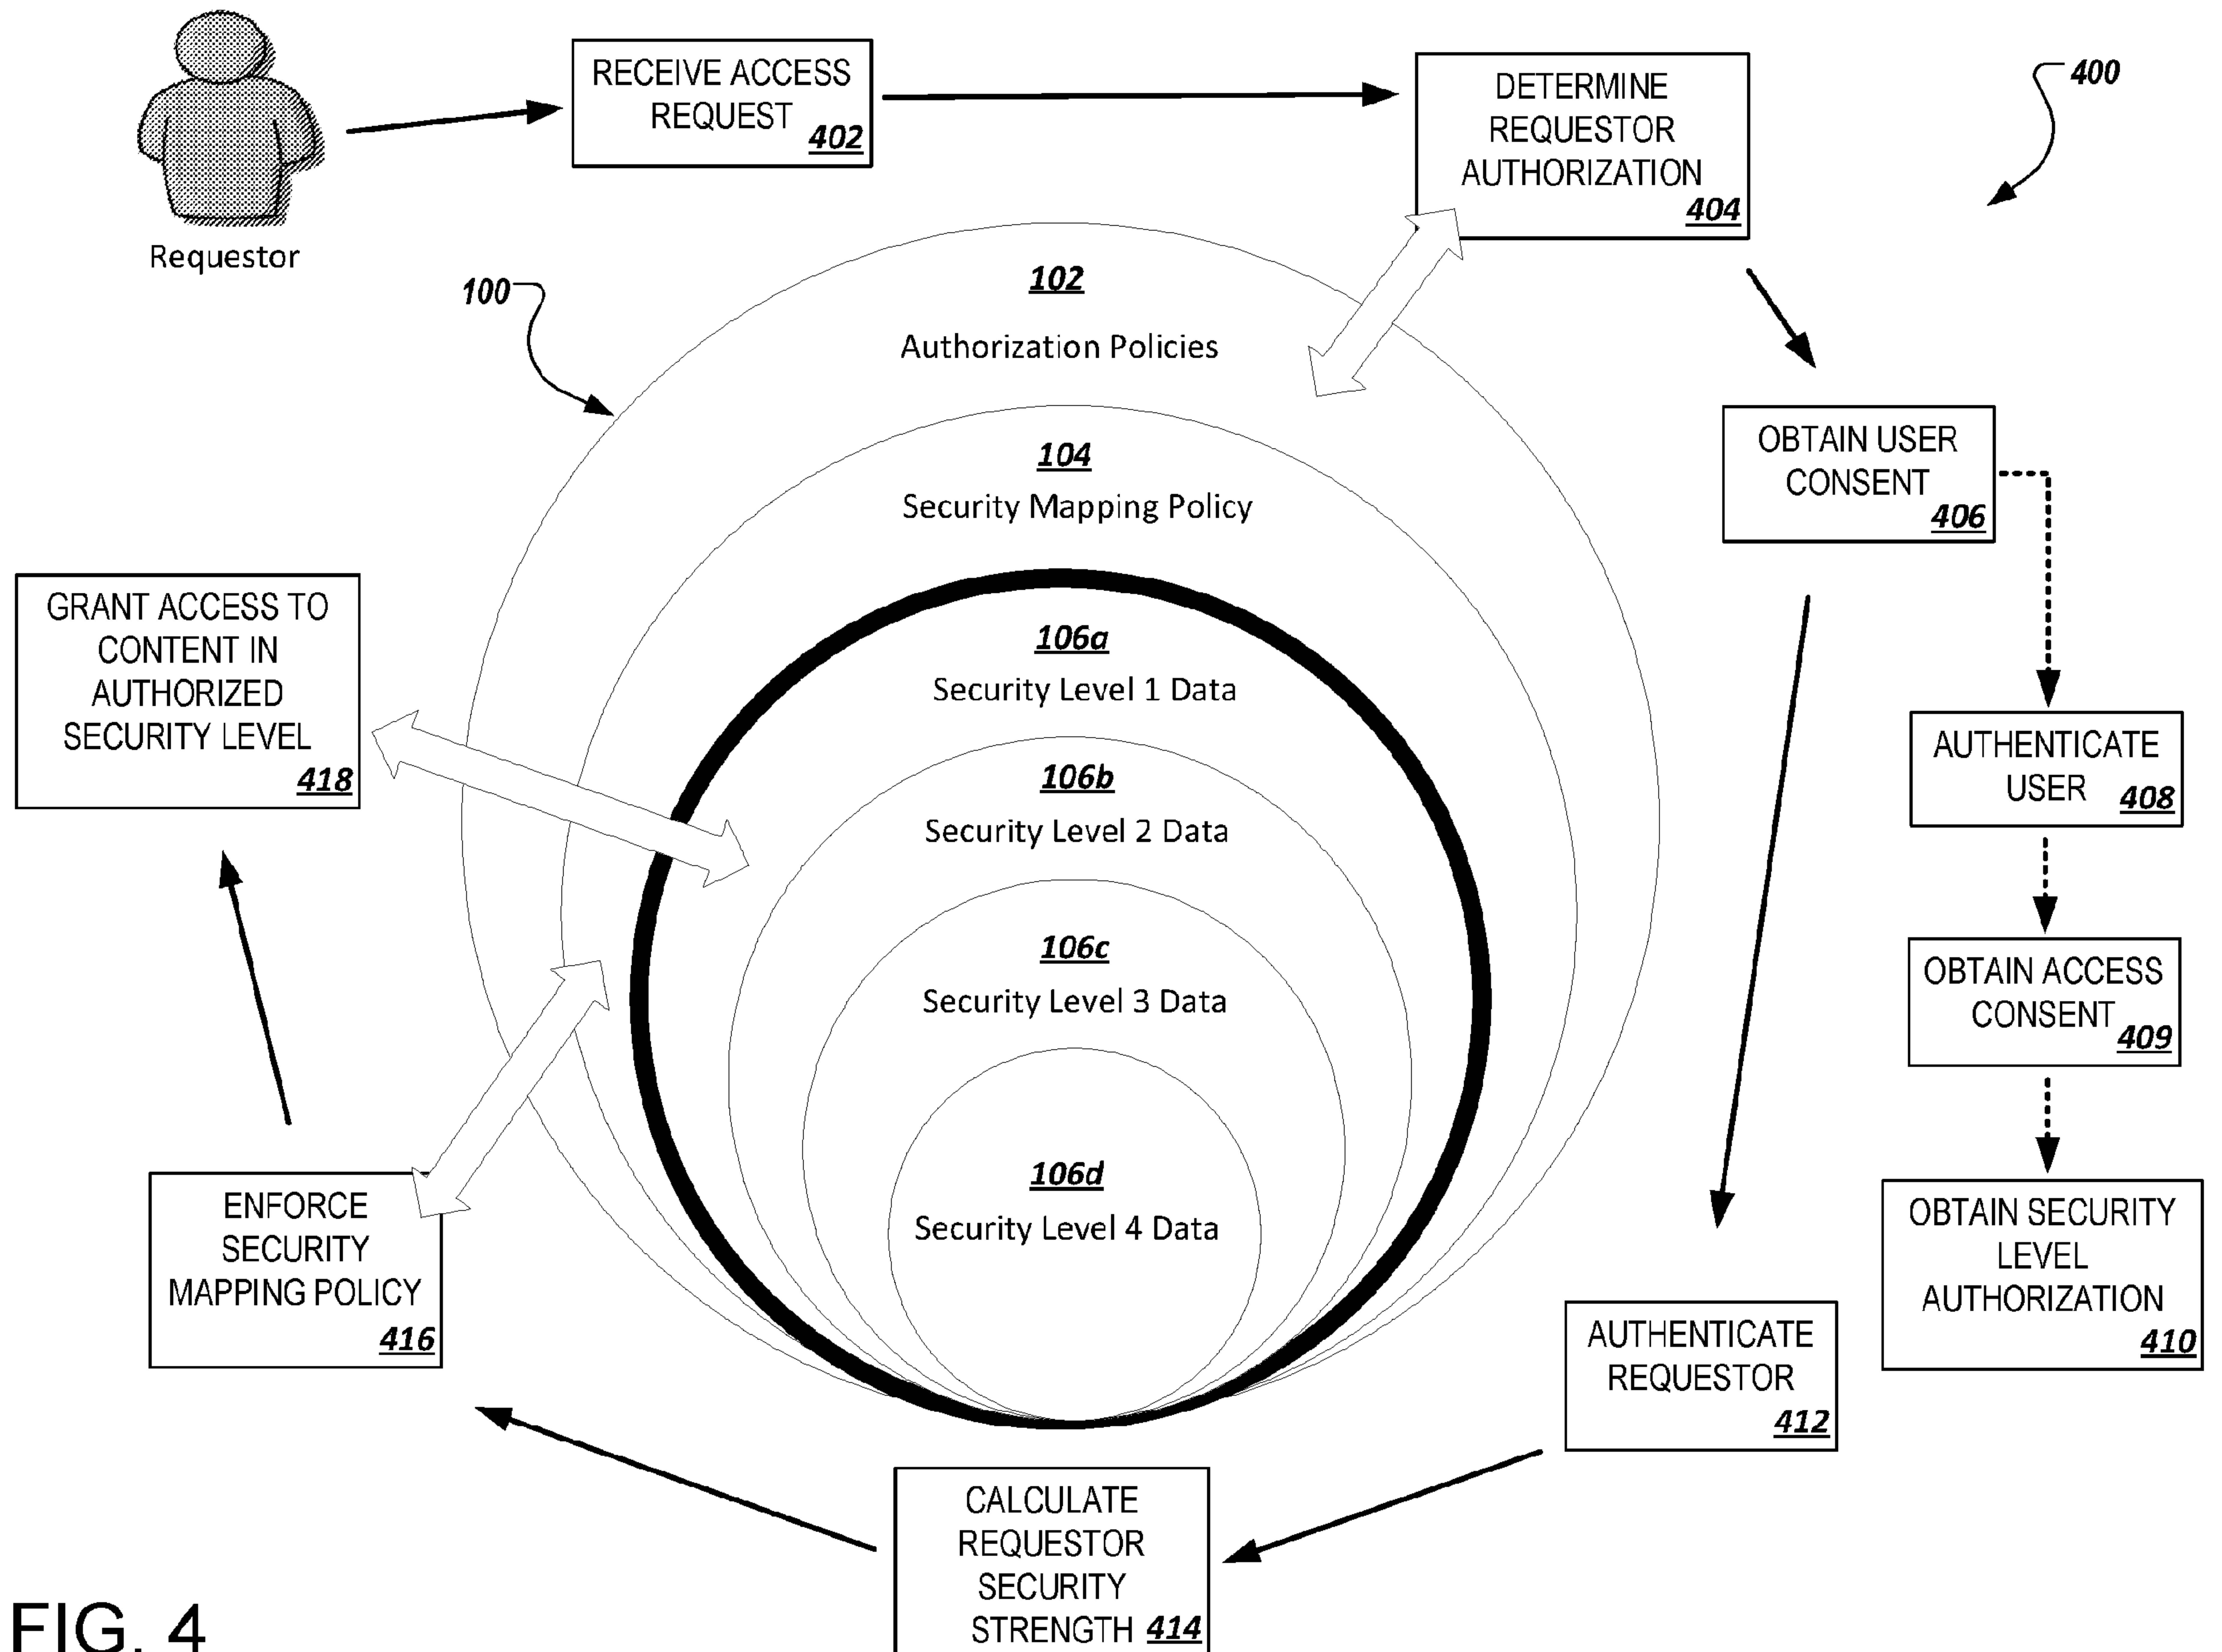 Requestor
RECEIVE ACCESS
REQUEST
402
DETERMINE
REQUESTOR
AUTHORIZATION
404
400
100
102
Authorization Policies
104
Security Mapping Policy
106a
Security Level 1 Data
106b
Security Level 2 Data
106c
Security Level 3 Data
106d
Security Level 4 Data
OBTAIN USER
CONSENT
406
AUTHENTICATE
USER 408
OBTAIN ACCESS
CONSENT
409
OBTAIN SECURITY
LEVEL
AUTHORIZATION
410
AUTHENTICATE
REQUESTOR
412
CALCULATE
REQUESTOR
SECURITY
STRENGTH 414
ENFORCE
SECURITY
MAPPING POLICY
416
GRANT ACCESS TO
CONTENT IN
AUTHORIZED
SECURITY LEVEL
418
FIG. 4